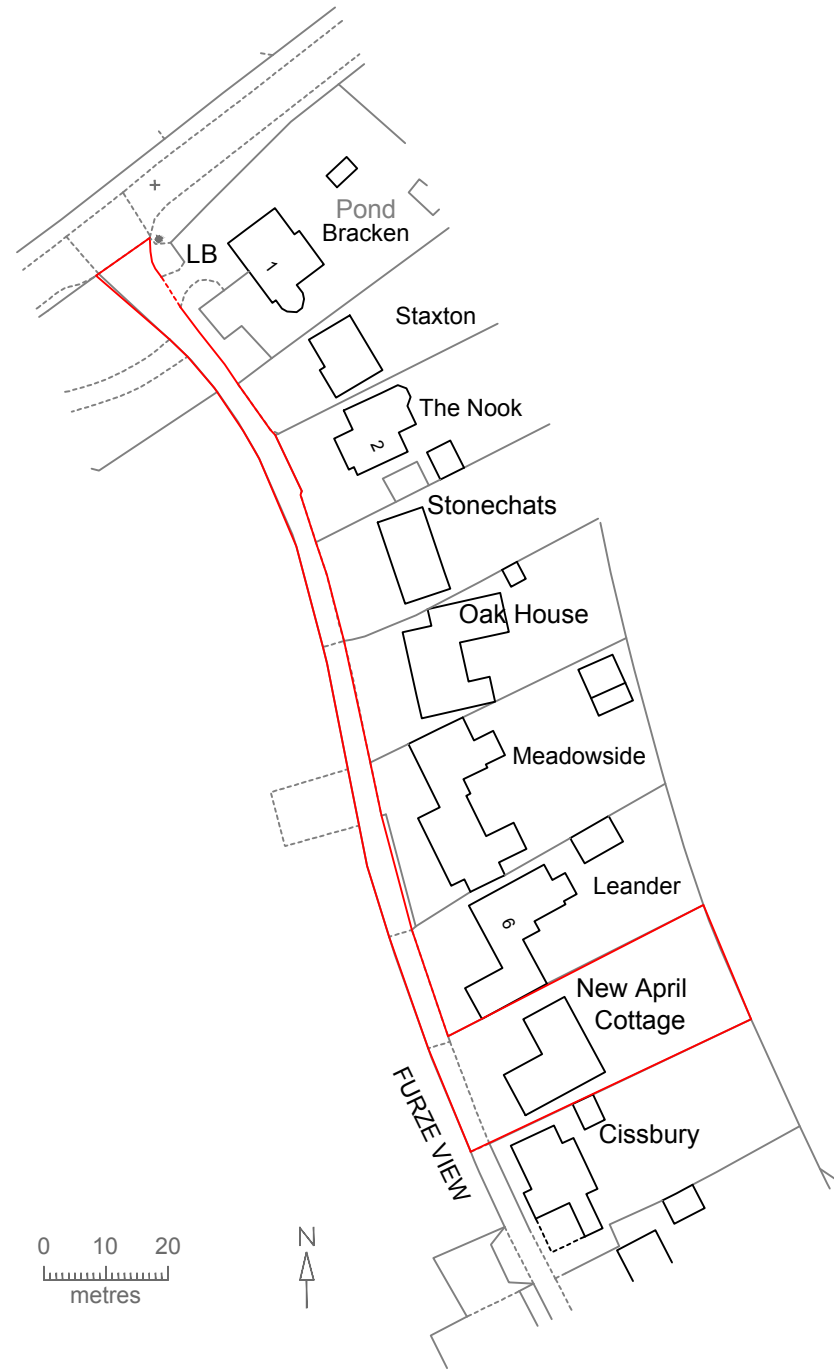 LB
Pond
Bracken
1
Staxton
The Nook
2
Stonechats
Oak House
Meadowside
Leander
6
New April
Cottage
FURZE VIEW
Cissbury
0 10 20
metres
N